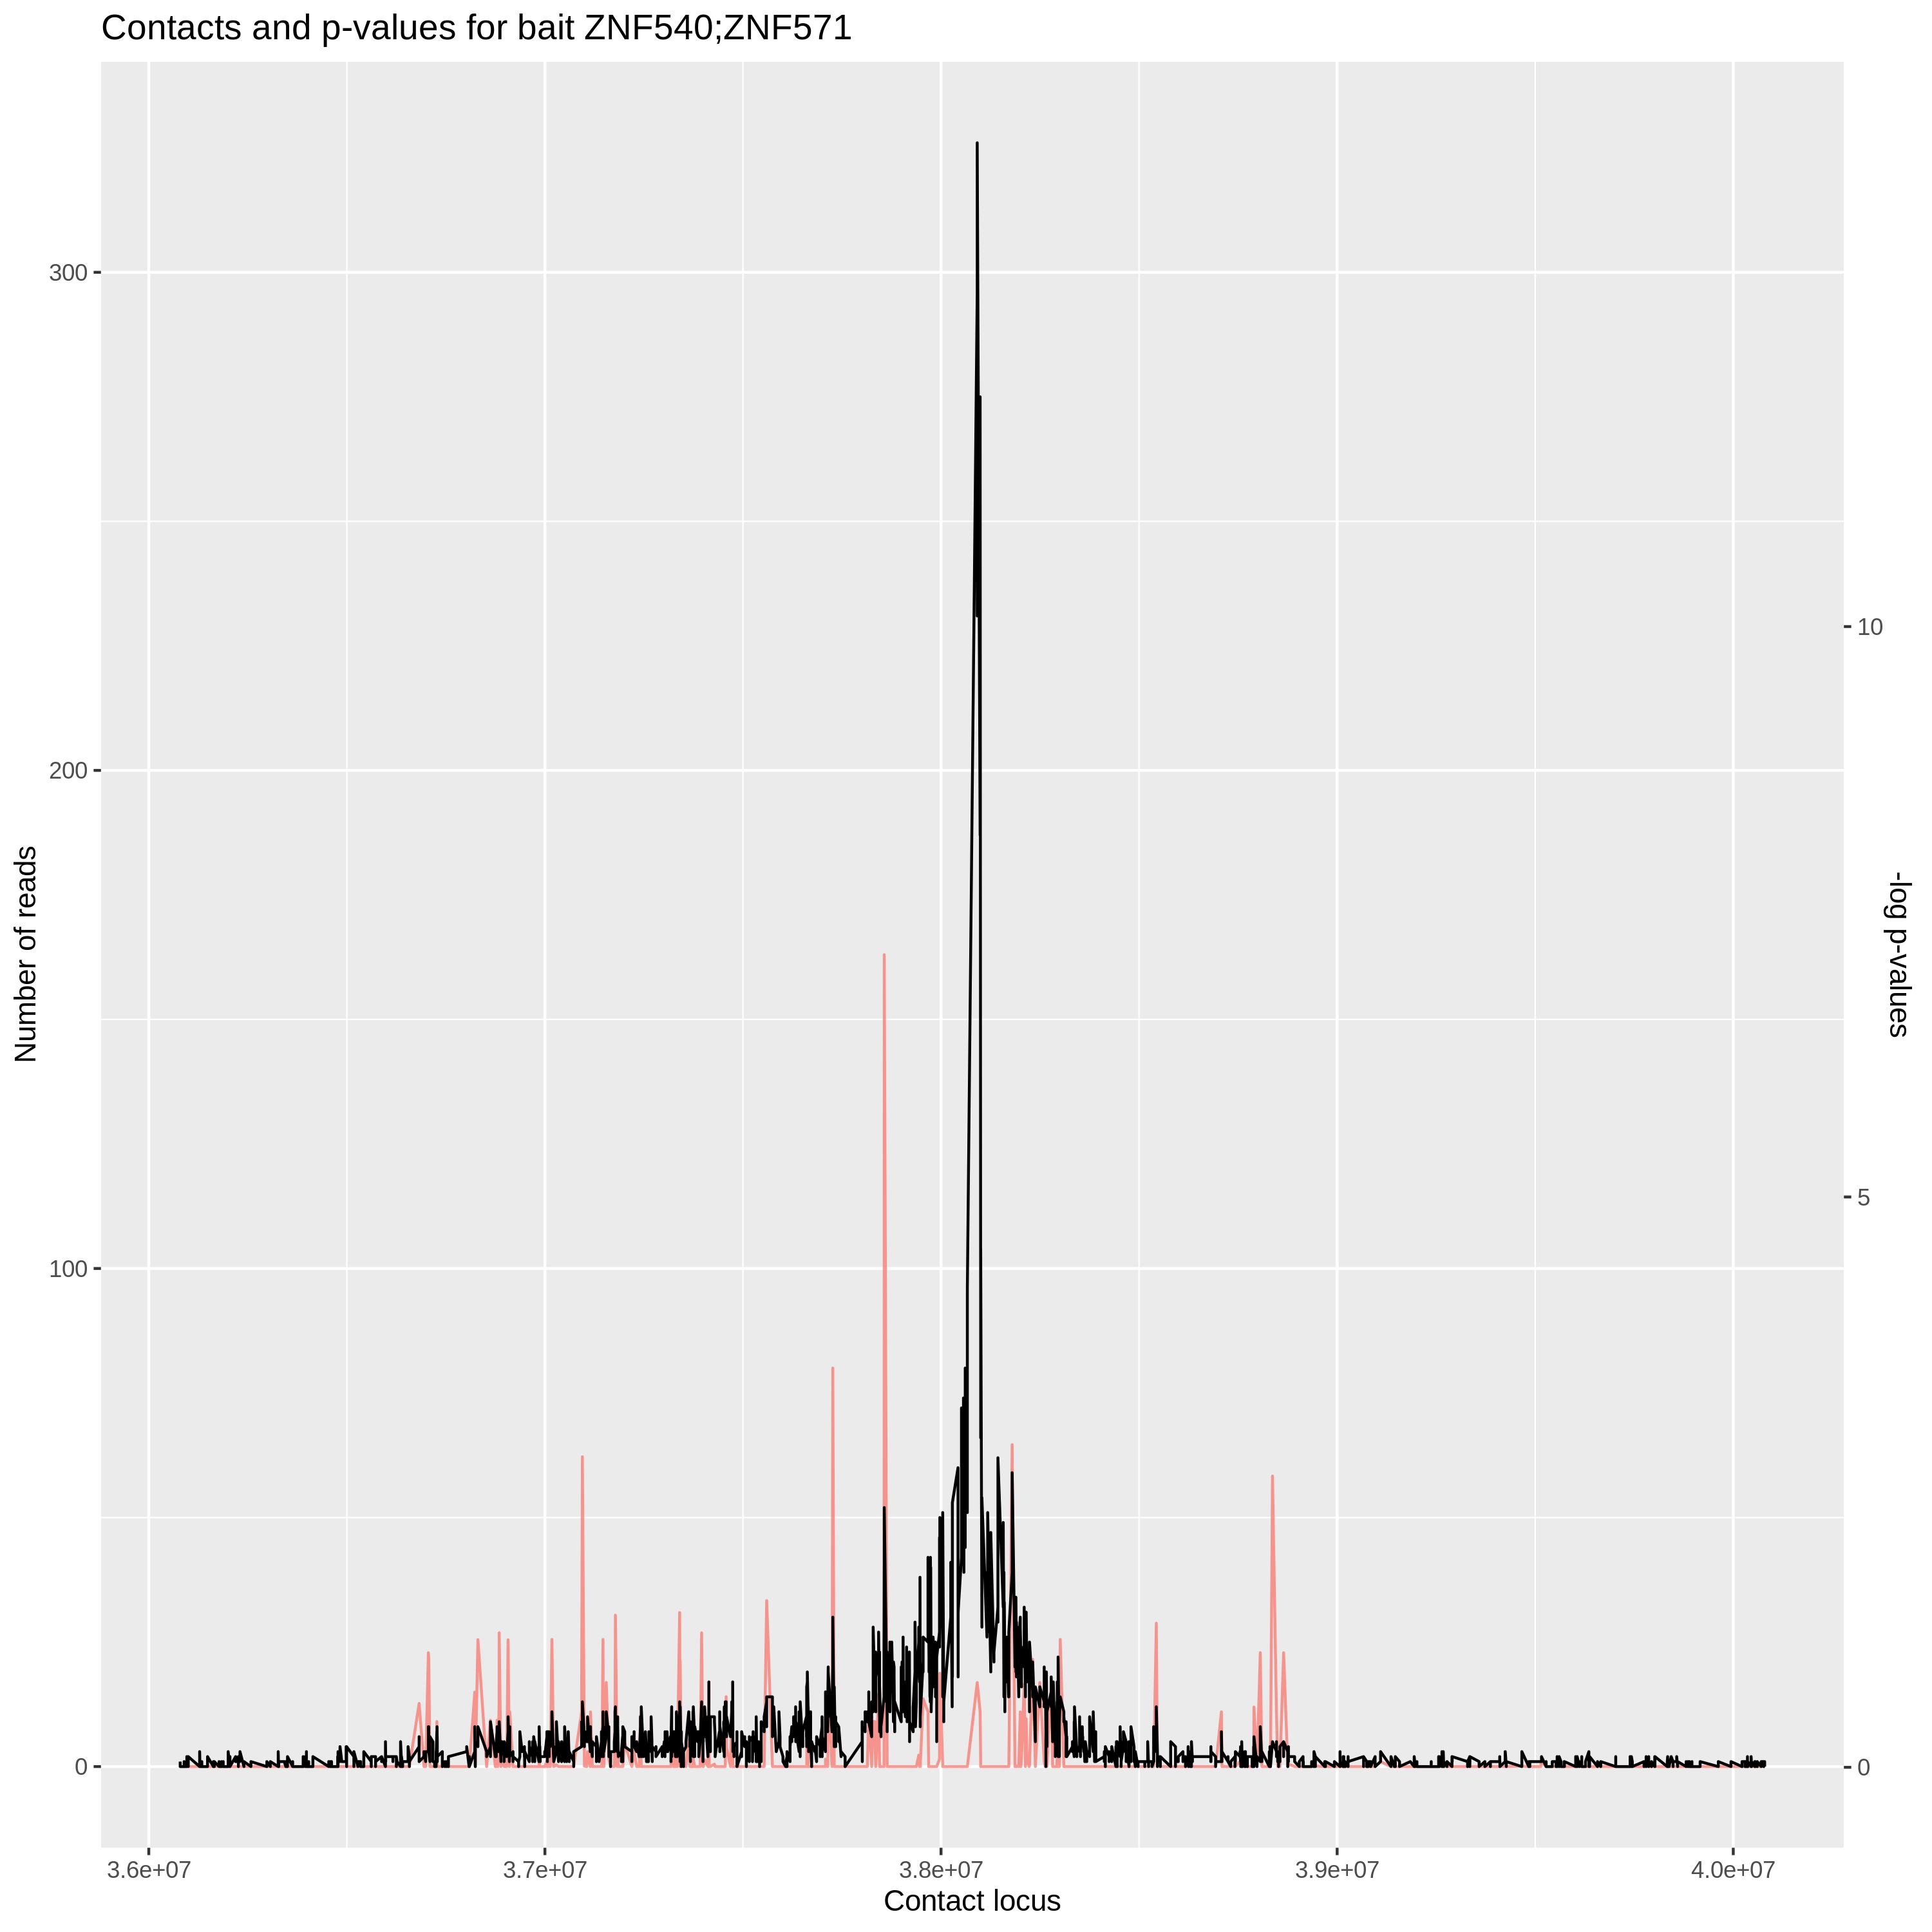 Contacts and p-values for bait ZNF540;ZNF571
300
200
100
0
Number of reads
10
5
0
-log p-values
3.6e+07 3.7e+07 3.8e+07 3.9e+07 4.0e+07
Contact locus